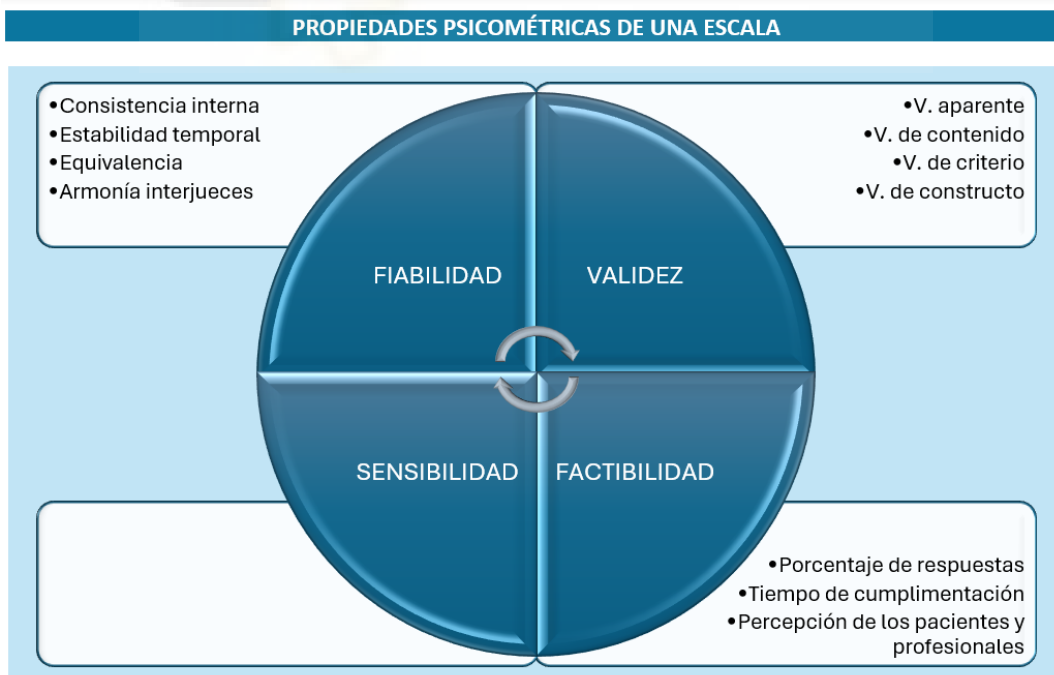 PROPIEDADES PSICOMÉTRICAS DE UNA ESCALA
•Consistencia interna
•Estabilidad temporal
•Equivalencia
•Armonía interjueces
•V. aparente
•V. de contenido
•V. de criterio
•V. de constructo
FIABILIDAD
VALIDEZ
SENSIBILIDAD
FACTIBILIDAD
•Porcentaje de respuestas
•Tiempo de cumplimentación
•Percepción de los pacientes y
profesionales